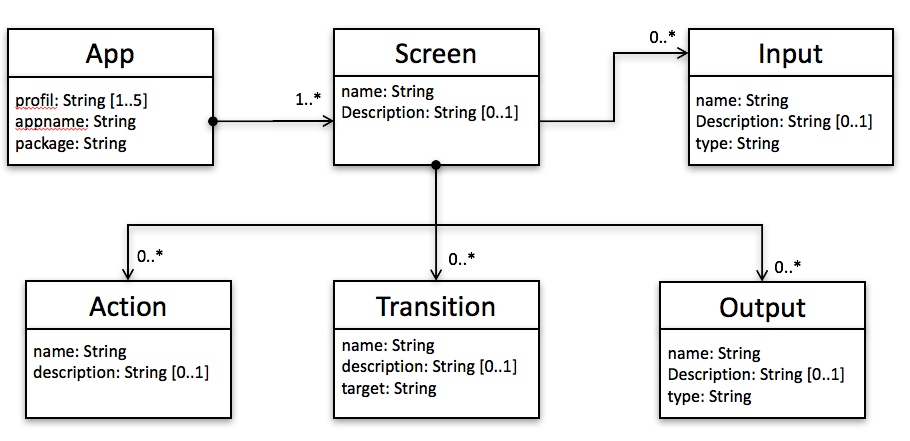 App
profil: String [1..5]
appname: String
package: String
1..*
Screen
name: String
Description: String [0..1]
0..*
Input
name: String
Description: String [0..1]
type: String
0..*
Action
name: String
description: String [0..1]
0..*
Transition
name: String
description: String [0..1]
target: String
0..*
Output
name: String
Description: String [0..1]
type: String